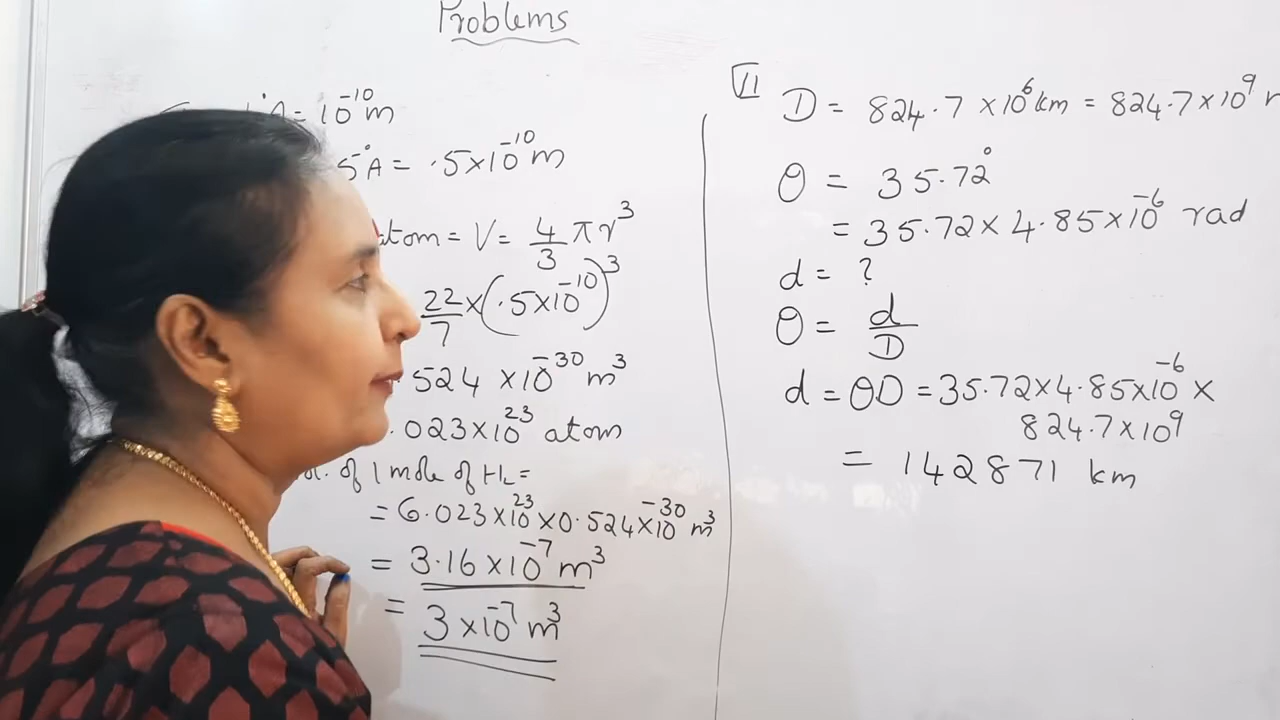 Problems
Å = 10⁻¹⁰ m
5 Å = .5×10⁻¹⁰ m
atom = V = 4/3 πr³
22/7 × (.5×10⁻¹⁰)³
524 × 10⁻³⁰ m³
.023×10²³ atom
of 1 mole of H₂ =
= 6.023×10²³ × 0.524×10⁻³⁰ m³
= 3.16 × 10⁻⁷ m³
= 3 × 10⁻⁷ m³
11
D = 824.7 × 10⁶ km = 824.7 × 10⁹
θ = 35.72°
= 35.72 × 4.85 × 10⁻⁶ rad
d = ?
θ = d/D
d = θD = 35.72 × 4.85 × 10⁻⁶ ×
824.7 × 10⁹
= 142871 km